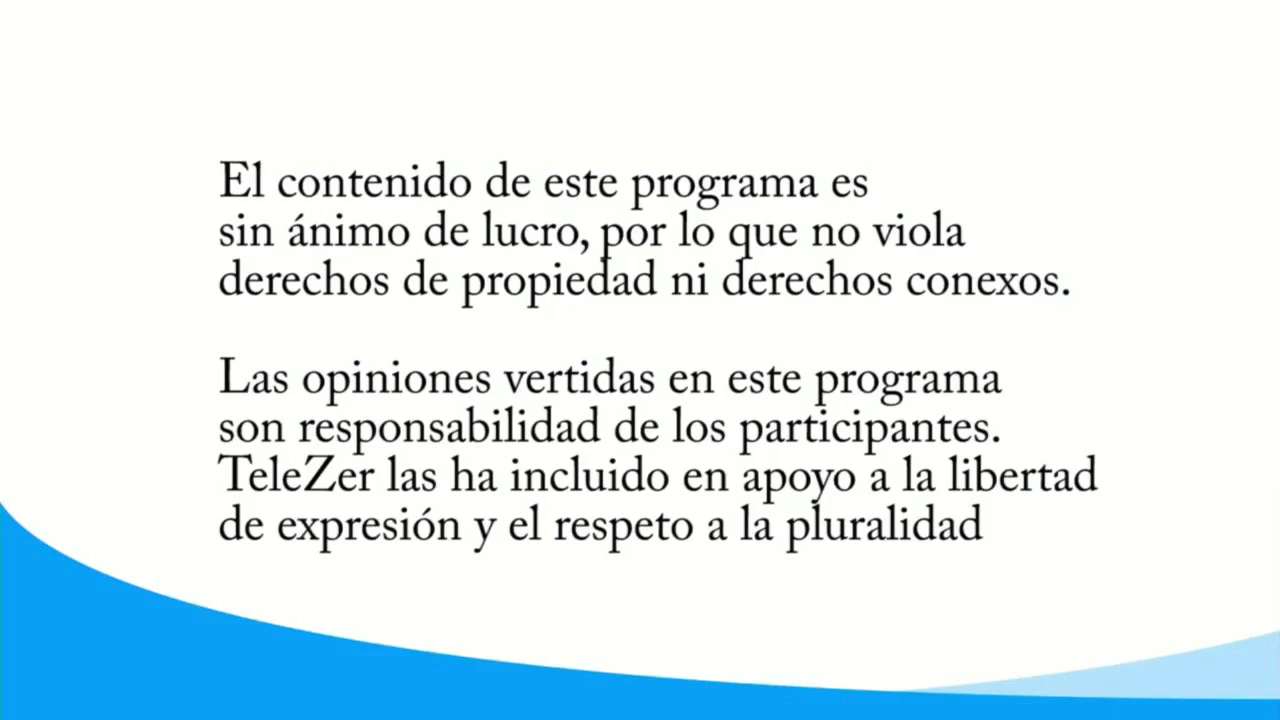 El contenido de este programa es
sin ánimo de lucro, por lo que no viola
derechos de propiedad ni derechos conexos.
Las opiniones vertidas en este programa
son responsabilidad de los participantes.
TeleZer las ha incluido en apoyo a la libertad
de expresión y el respeto a la pluralidad